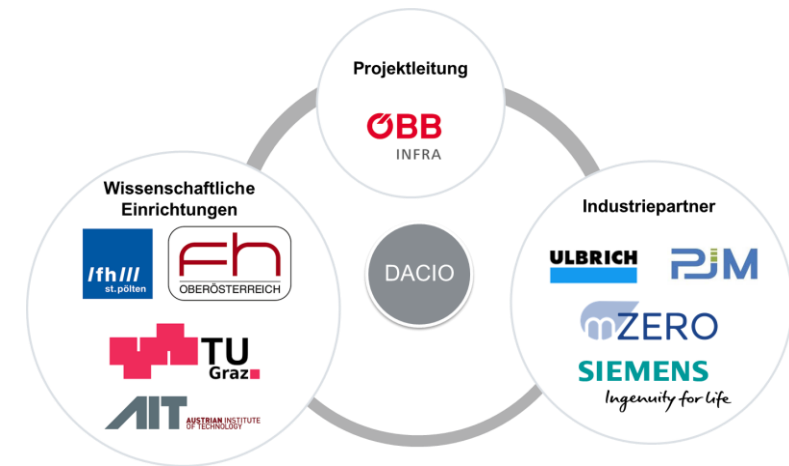 Projektleitung
ÖBB
INFRA
Wissenschaftliche
Einrichtungen
/fh///
st.pölten
fh
OBERÖSTERREICH
TU
Graz
AIT
AUSTRIAN INSTITUTE
OF TECHNOLOGY
DACIO
Industriepartner
ULBRICH
PJM
mZERO
SIEMENS
Ingenuity for life